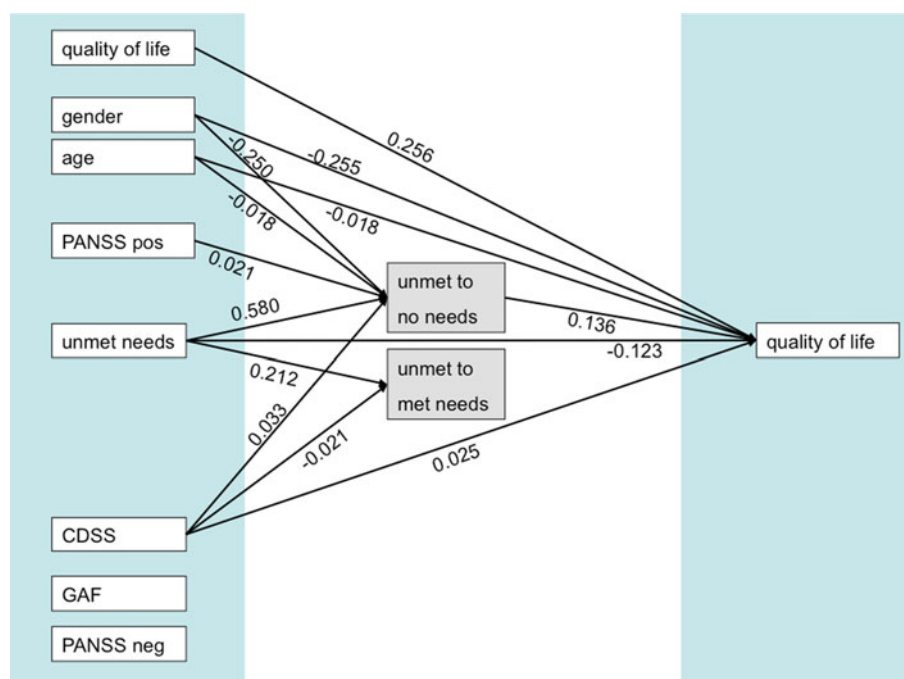 quality of life
gender
age
PANSS pos
unmet needs
CDSS
GAF
PANSS neg
0.256
-0.250
-0.255
-0.018
-0.018
0.021
0.580
0.212
0.033
-0.021
0.025
unmet to
no needs
unmet to
met needs
0.136
-0.123
quality of life